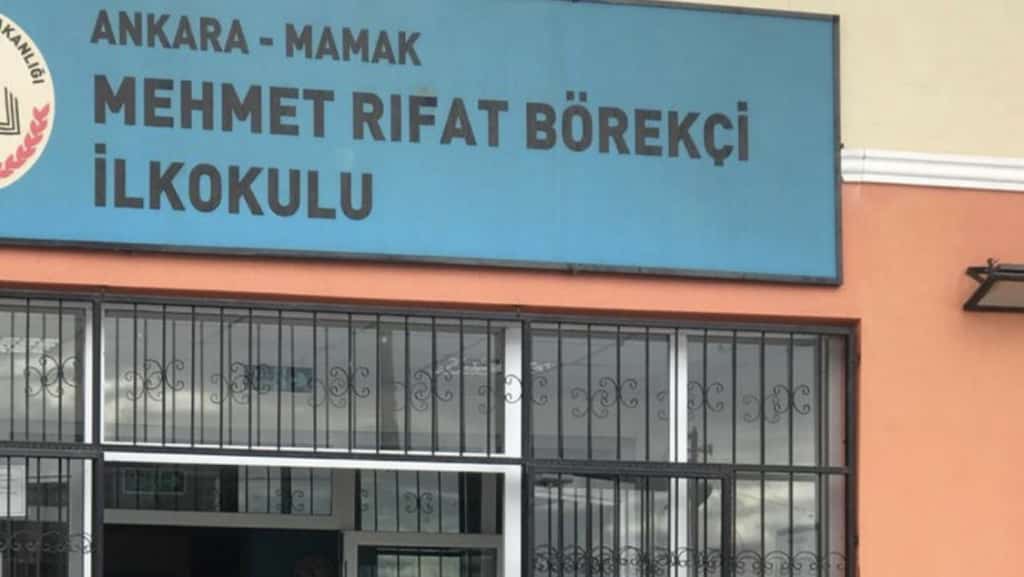 ANKARA - MAMAK
MEHMET RIFAT BÖREKÇİ
İLKOKULU